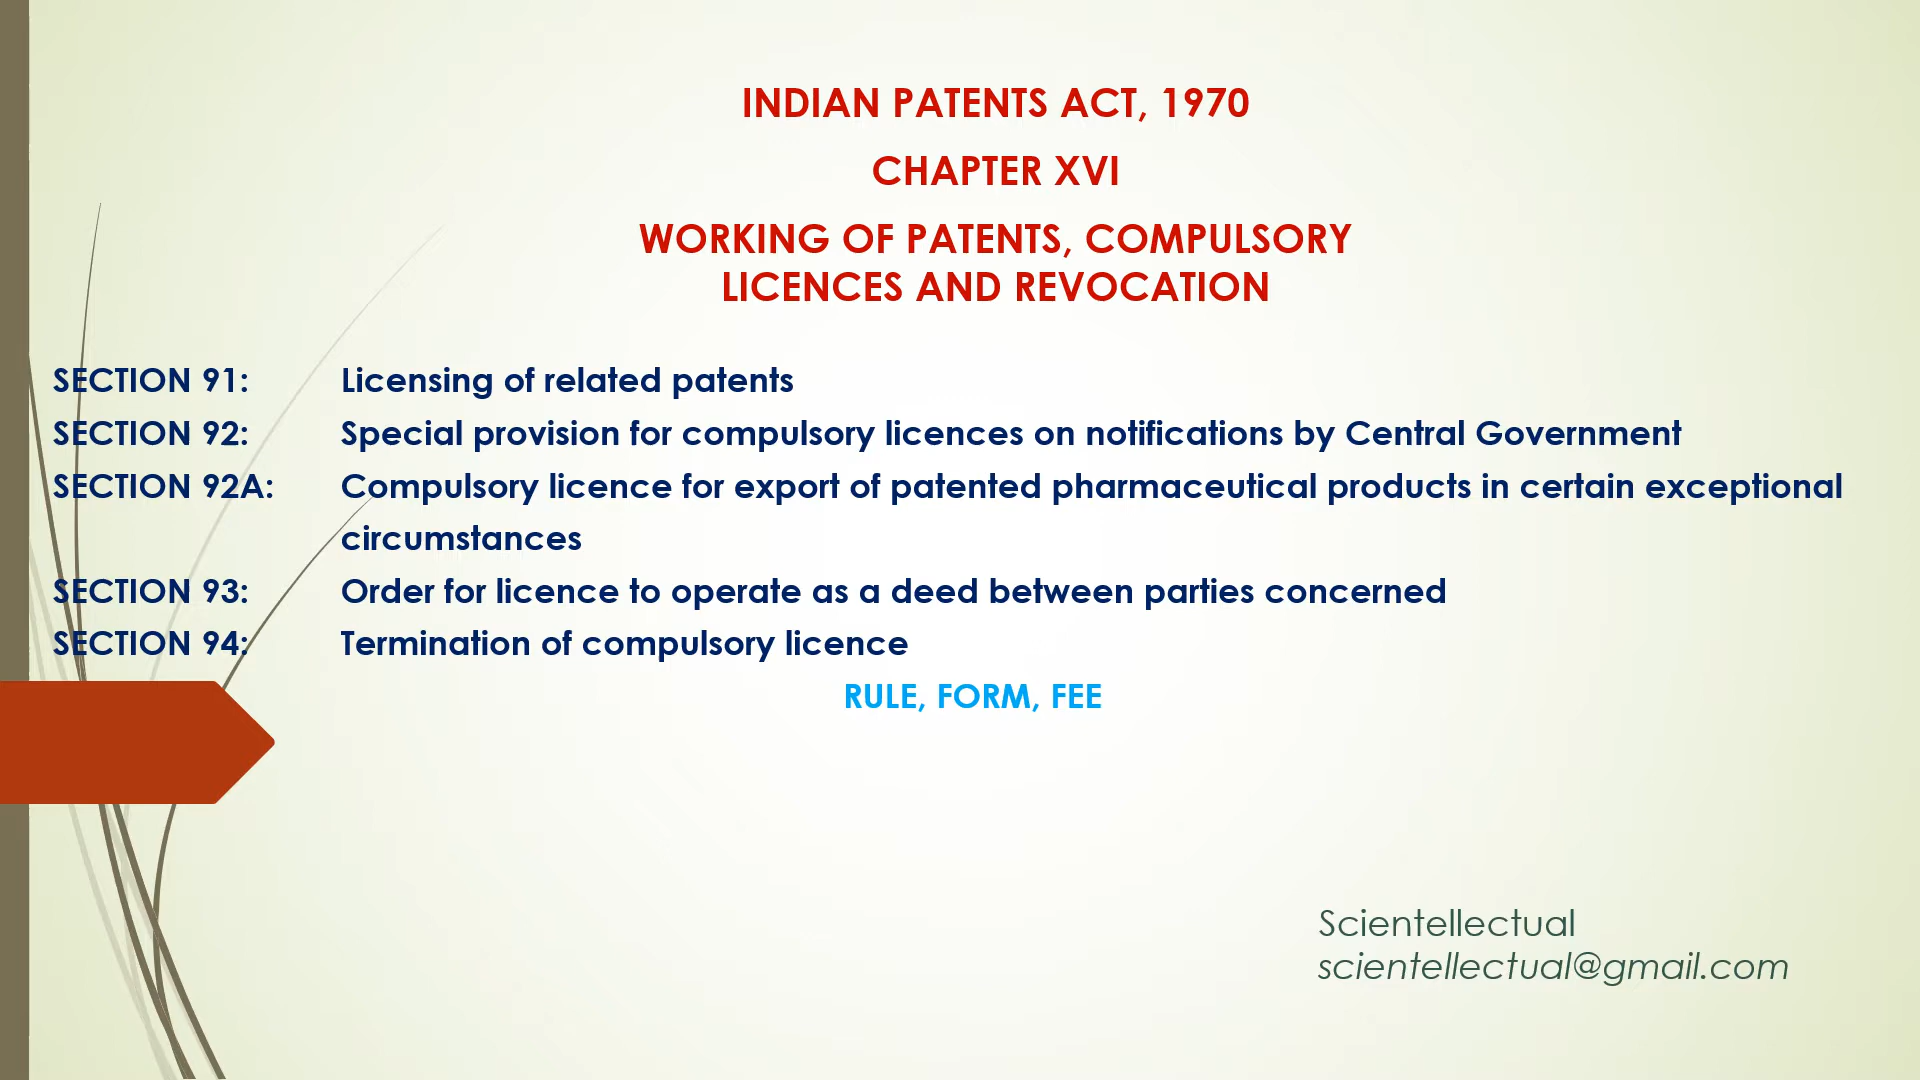 INDIAN PATENTS ACT, 1970
CHAPTER XVI
WORKING OF PATENTS, COMPULSORY
LICENCES AND REVOCATION
SECTION 91: Licensing of related patents
SECTION 92: Special provision for compulsory licences on notifications by Central Government
SECTION 92A: Compulsory licence for export of patented pharmaceutical products in certain exceptional
circumstances
SECTION 93: Order for licence to operate as a deed between parties concerned
SECTION 94: Termination of compulsory licence
RULE, FORM, FEE
Scientellectual
scientellectual@gmail.com